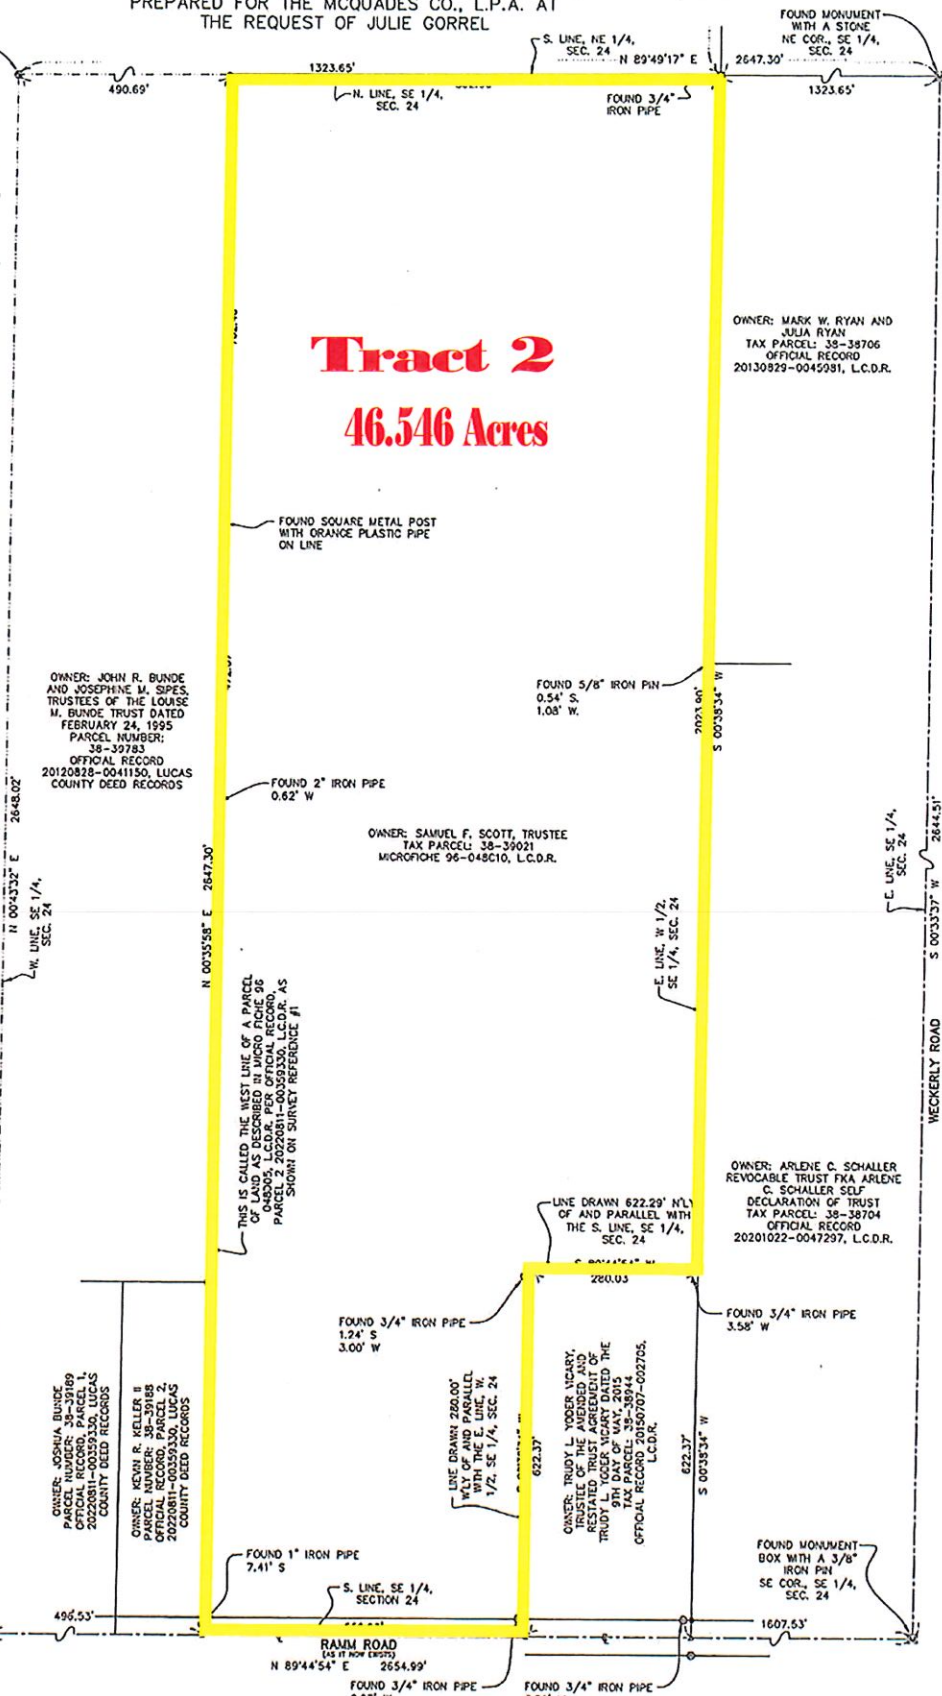 PREPARED FOR THE MCQUADES CO., L.P.A. AT
THE REQUEST OF JULIE GORREL
FOUND MONUMENT
WITH A STONE
NE COR., SE 1/4,
SEC. 24
S. LINE, NE 1/4,
SEC. 24
N 89°49'17" E
2647.30'
1323.65'
490.69'
1323.65'
N. LINE, SE 1/4,
SEC. 24
FOUND 3/4"
IRON PIPE
OWNER: MARK W. RYAN AND
JULIA RYAN
TAX PARCEL: 38-38706
OFFICIAL RECORD
20130829-0045981, L.C.D.R.
Tract 2
46.546 Acres
FOUND SQUARE METAL POST
WITH ORANGE PLASTIC PIPE
ON LINE
OWNER: JOHN R. BUNDE
AND JOSEPHINE M. SIPES,
TRUSTEES OF THE LOUISE
M. BUNDE TRUST DATED
FEBRUARY 24, 1995
PARCEL NUMBER:
38-39783
OFFICIAL RECORD
20120828-0041150, LUCAS
COUNTY DEED RECORDS
FOUND 5/8" IRON PIN
0.54' S.
1.08' W.
2023.90'
S 00°38'34" W
FOUND 2" IRON PIPE
0.62' W
OWNER: SAMUEL F. SCOTT, TRUSTEE
TAX PARCEL: 38-39021
MICROFICHE 96-048C10, L.C.D.R.
N 00°43'32" E 2648.02'
W. LINE, SE 1/4,
SEC. 24
N 00°35'58" E 2647.30'
E. LINE, W 1/2,
SE 1/4, SEC. 24
E. LINE, SE 1/4,
SEC. 24
S 00°33'37" W 2644.51'
WECKERLY ROAD
THIS IS CALLED THE WEST LINE OF A PARCEL
OF LAND AS DESCRIBED IN MICRO FICHE 96
048D05, L.C.D.R. PER OFFICIAL RECORD,
PARCEL 2 20220811-00359330, L.C.D.R. AS
SHOWN ON SURVEY REFERENCE #1
OWNER: ARLENE C. SCHALLER
REVOCABLE TRUST FKA ARLENE
C. SCHALLER SELF
DECLARATION OF TRUST
TAX PARCEL: 38-38704
OFFICIAL RECORD
20201022-0047297, L.C.D.R.
LINE DRAWN 622.29' N'LY
OF AND PARALLEL WITH
THE S. LINE, SE 1/4,
SEC. 24
280.03
FOUND 3/4" IRON PIPE
1.24' S
3.00' W
FOUND 3/4" IRON PIPE
3.58' W
OWNER: JOSHUA BUNDE
PARCEL NUMBER: 38-39189
OFFICIAL RECORD, PARCEL 1,
20220811-00359330, LUCAS
COUNTY DEED RECORDS
OWNER: KEVIN R. KELLER II
PARCEL NUMBER: 38-39188
OFFICIAL RECORD, PARCEL 2,
20220811-00359330, LUCAS
COUNTY DEED RECORDS
LINE DRAWN 280.00'
W'LY OF AND PARALLEL
WITH THE E. LINE, W.
1/2, SE 1/4, SEC. 24
622.37'
OWNER: TRUDY L. YODER VICARY,
TRUSTEE OF THE AMENDED AND
RESTATED TRUST AGREEMENT OF
TRUDY L. YODER VICARY DATED THE
9TH DAY OF MAY, 2015
TAX PARCEL: 38-38944
OFFICIAL RECORD 20150707-002705,
L.C.D.R.
622.37'
S 00°38'34" W
FOUND 1" IRON PIPE
7.41' S
S. LINE, SE 1/4,
SECTION 24
FOUND MONUMENT
BOX WITH A 3/8"
IRON PIN
SE COR., SE 1/4,
SEC. 24
496.53'
1607.53'
RAMM ROAD
(AS IT NOW EXISTS)
N 89°44'54" E 2654.99'
FOUND 3/4" IRON PIPE
FOUND 3/4" IRON PIPE